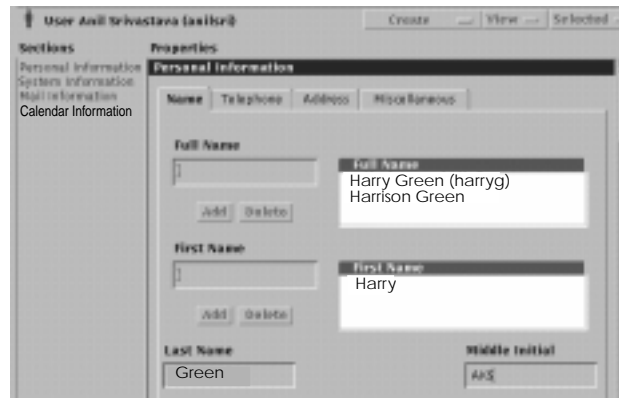 User Anil Srivastava (anilsri)
Create View Selected
Sections
Properties
Personal Information
System Information
Mail Information
Calendar Information
Personal Information
Name Telephone Address Miscellaneous
Full Name
Full Name
Harry Green (harryg)
Harrison Green
Add Delete
First Name
First Name
Harry
Add Delete
Last Name
Middle Initial
Green
AKS